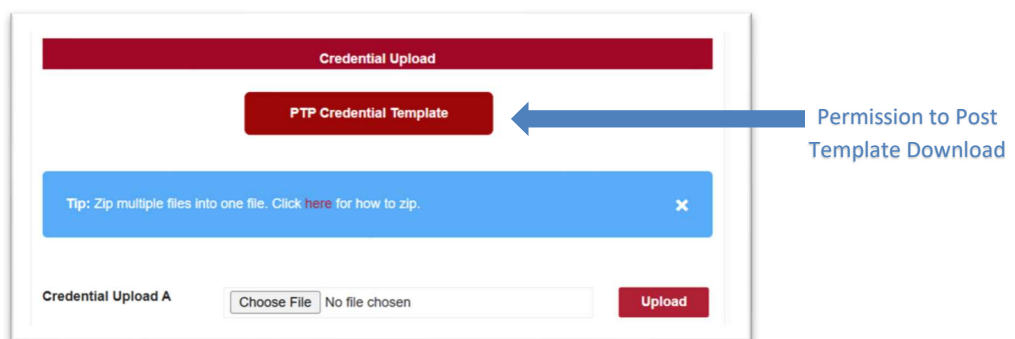 Credential Upload
PTP Credential Template
Permission to Post
Template Download
Tip: Zip multiple files into one file. Click here for how to zip.
×
Credential Upload A
Choose File No file chosen
Upload